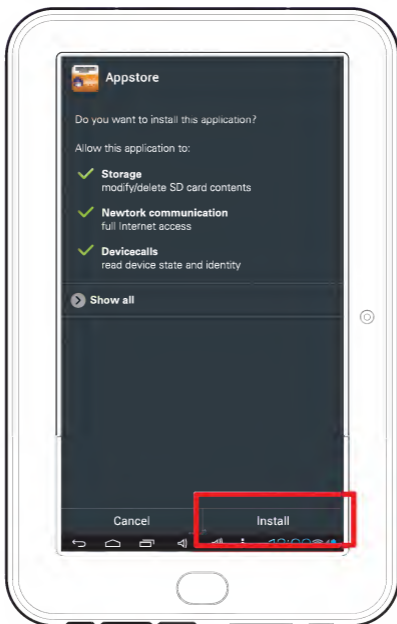 Appstore
Do you want to install this application?
Allow this application to:
Storage
modify/delete SD card contents
Newtork communication
full Internet access
Devicecalls
read device state and identity
Show all
Cancel
Install